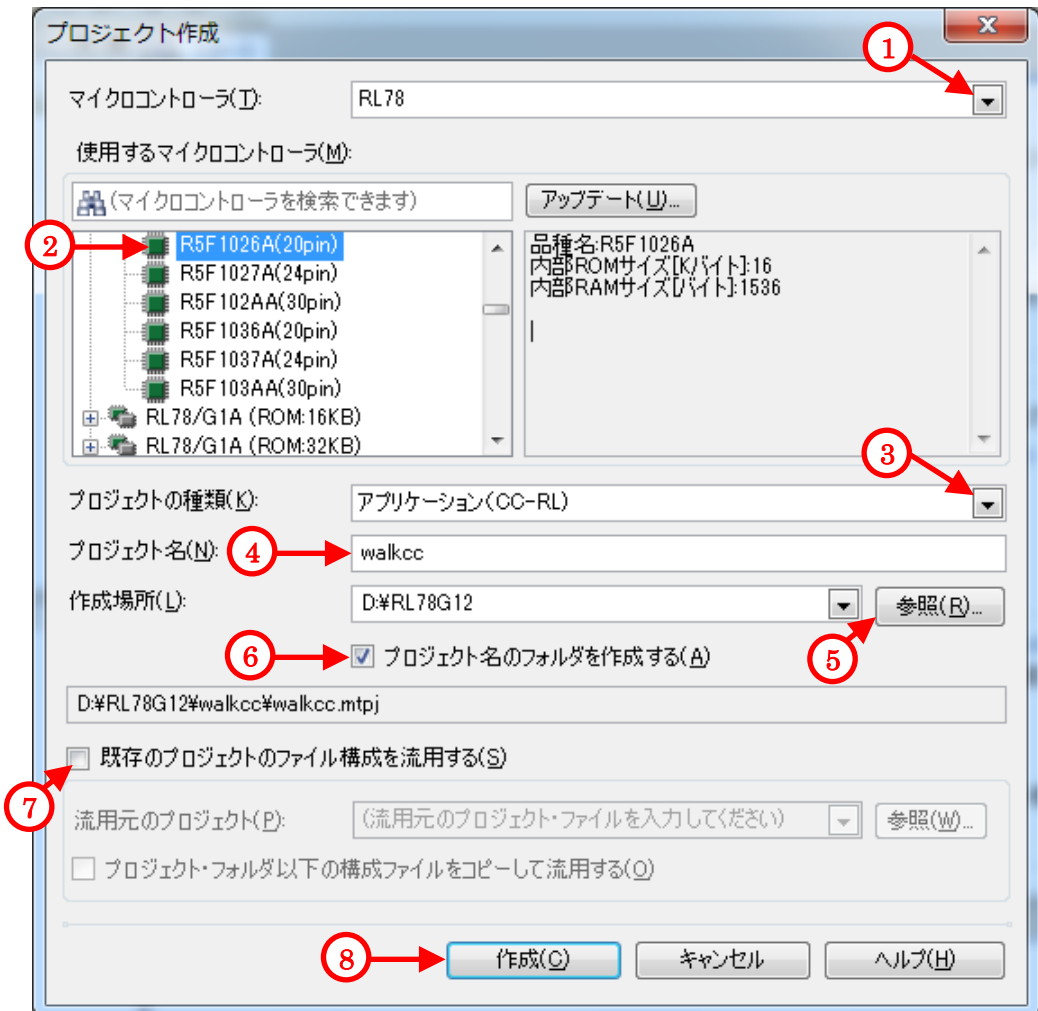 プロジェクト作成
①
マイクロコントローラ(T): RL78
使用するマイクロコントローラ(M):
(マイクロコントローラを検索できます) アップデート(U)...
② R5F1026A(20pin)
R5F1027A(24pin)
R5F102AA(30pin)
R5F1036A(20pin)
R5F1037A(24pin)
R5F103AA(30pin)
RL78/G1A (ROM:16KB)
RL78/G1A (ROM:32KB)
品種名:R5F1026A
内部ROMサイズ[Kバイト]:16
内部RAMサイズ[バイト]:1536
③
プロジェクトの種類(K): アプリケーション(CC-RL)
プロジェクト名(N): ④ walkcc
作成場所(L): D:¥RL78G12 参照(R)...
⑤
⑥ プロジェクト名のフォルダを作成する(A)
D:¥RL78G12¥walkcc¥walkcc.mtpj
既存のプロジェクトのファイル構成を流用する(S)
⑦
流用元のプロジェクト(P): (流用元のプロジェクト・ファイルを入力してください) 参照(W)...
プロジェクト・フォルダ以下の構成ファイルをコピーして流用する(O)
⑧ 作成(C) キャンセル ヘルプ(H)